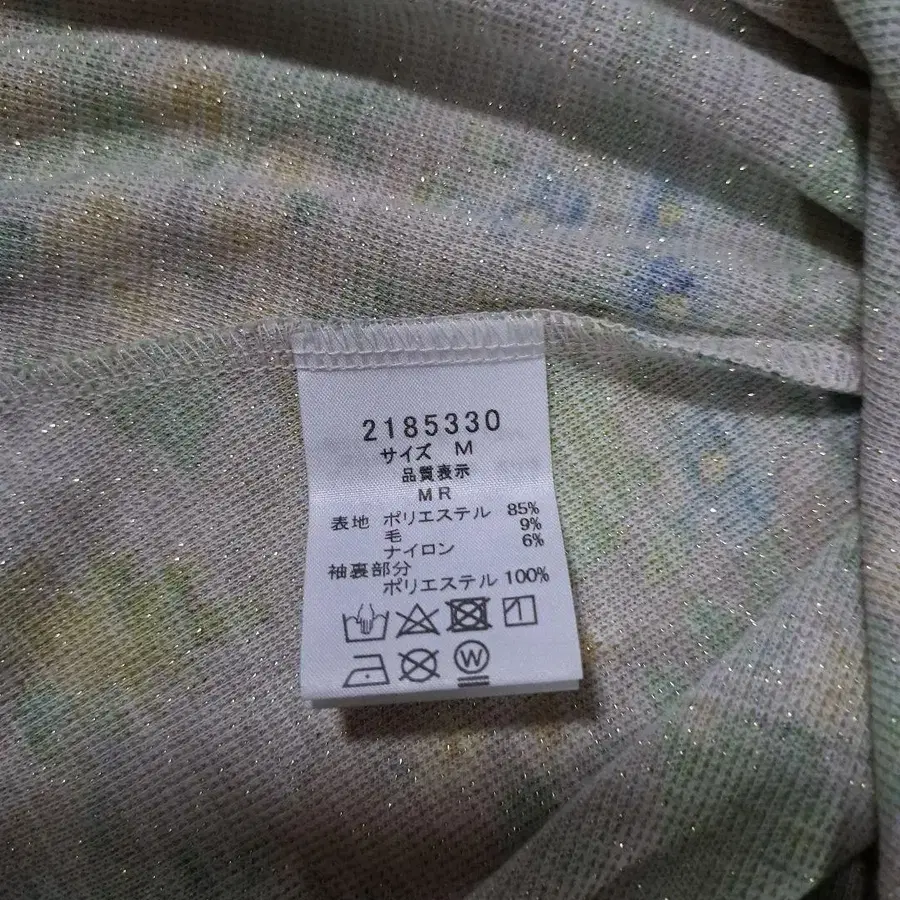 2185330
サイズ M
品質表示
MR
表地 ポリエステル 85%
毛 9%
ナイロン 6%
袖裏部分
ポリエステル 100%
W